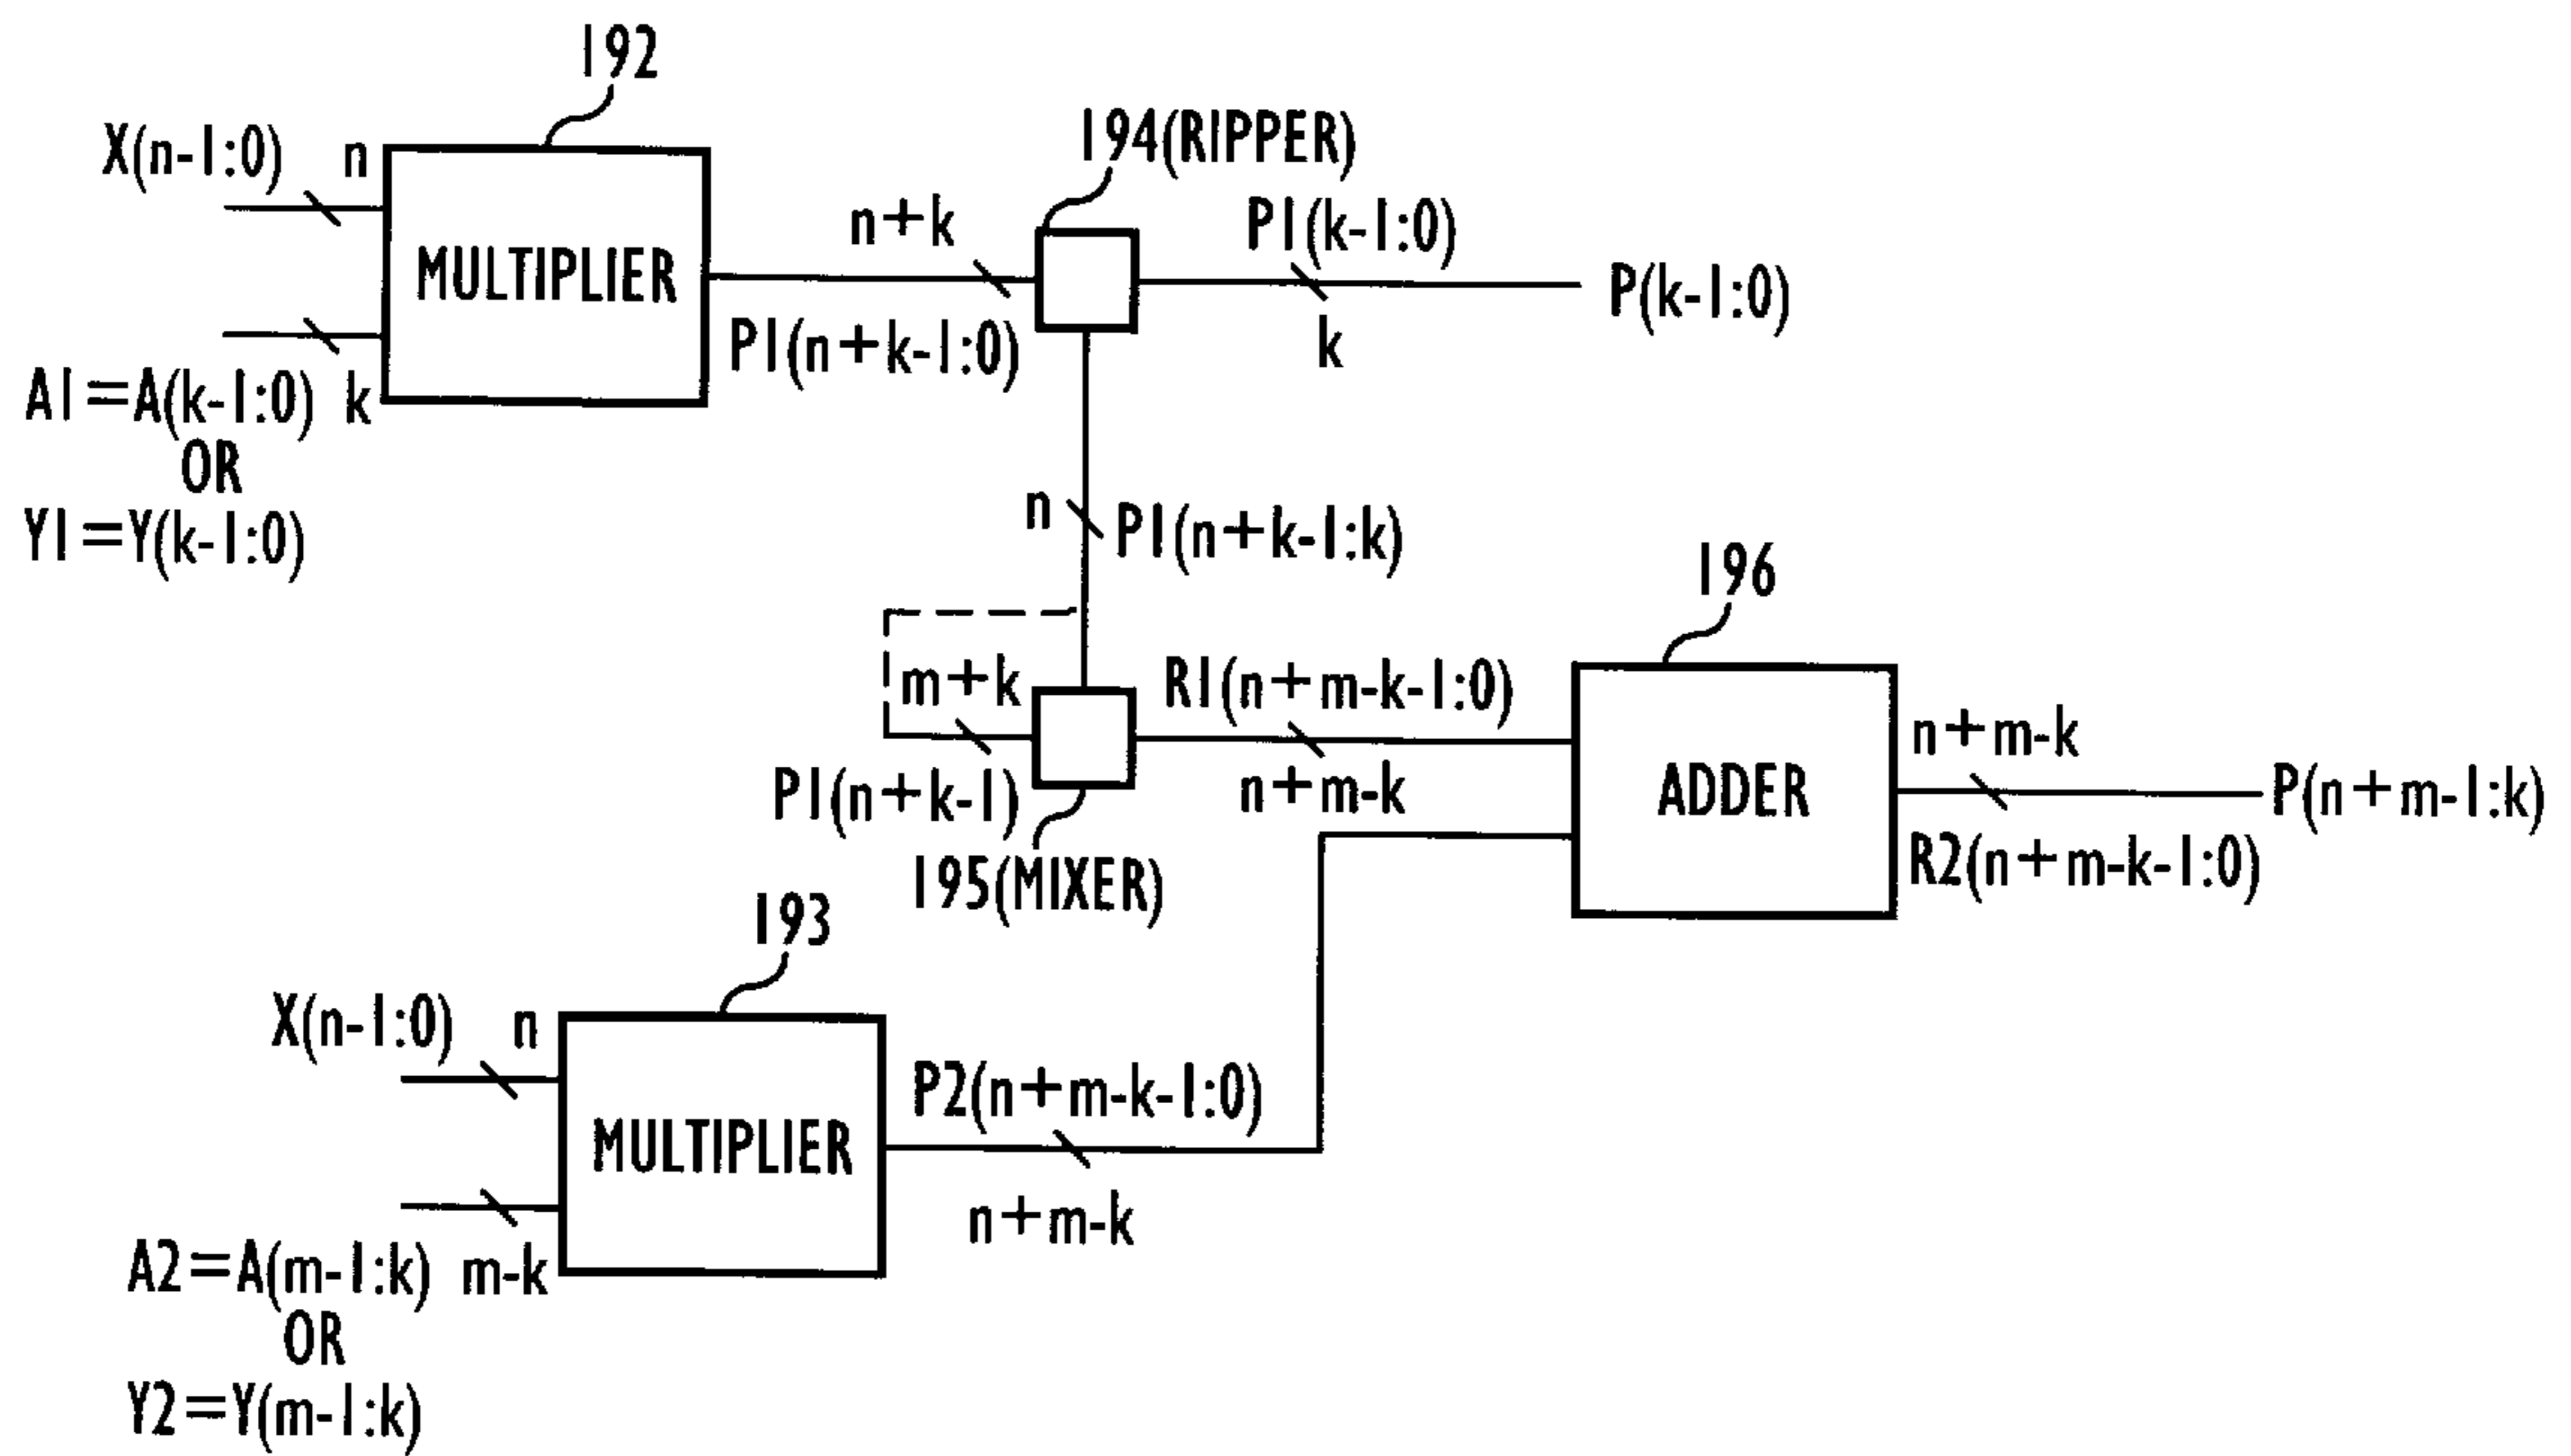 192
X(n-1:0) n
194(RIPPER)
n+k
P1(k-1:0)
MULTIPLIER
P(k-1:0)
P1(n+k-1:0)
k
A1=A(k-1:0) k
OR
Y1=Y(k-1:0)
n
P1(n+k-1:k)
196
m+k
R1(n+m-k-1:0)
n+m-k
P1(n+k-1)
n+m-k
ADDER
P(n+m-1:k)
R2(n+m-k-1:0)
195(MIXER)
193
X(n-1:0) n
P2(n+m-k-1:0)
MULTIPLIER
n+m-k
A2=A(m-1:k) m-k
OR
Y2=Y(m-1:k)